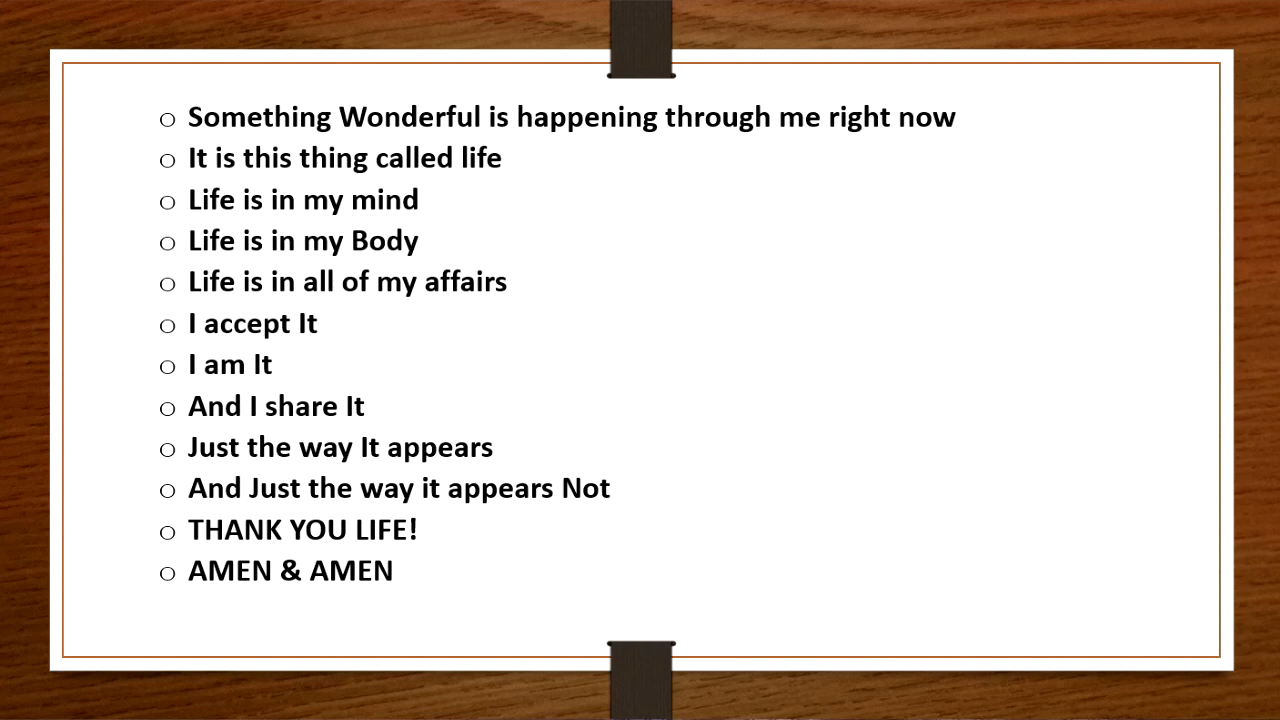 o Something Wonderful is happening through me right now
o It is this thing called life
o Life is in my mind
o Life is in my Body
o Life is in all of my affairs
o I accept It
o I am It
o And I share It
o Just the way It appears
o And Just the way it appears Not
o THANK YOU LIFE!
o AMEN & AMEN